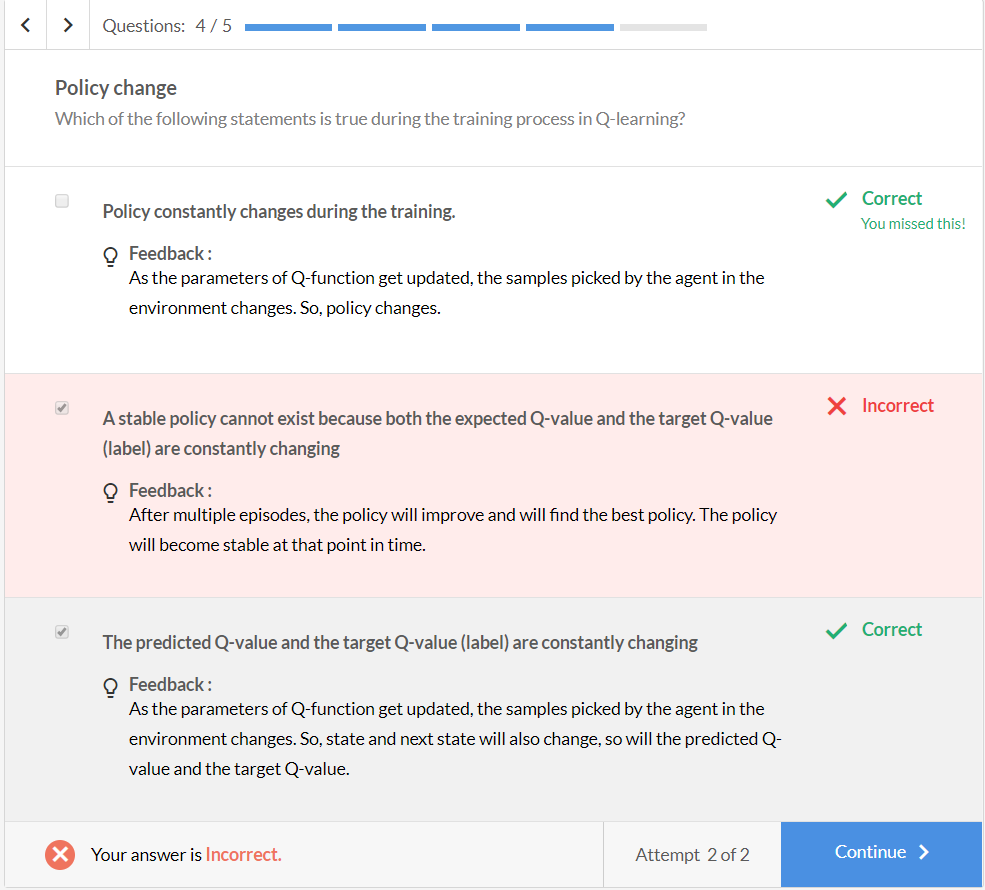 Questions: 4 / 5
Policy change
Which of the following statements is true during the training process in Q-learning?
Policy constantly changes during the training.
Correct
You missed this!
Feedback :
As the parameters of Q-function get updated, the samples picked by the agent in the
environment changes. So, policy changes.
A stable policy cannot exist because both the expected Q-value and the target Q-value
(label) are constantly changing
Incorrect
Feedback :
After multiple episodes, the policy will improve and will find the best policy. The policy
will become stable at that point in time.
The predicted Q-value and the target Q-value (label) are constantly changing
Correct
Feedback :
As the parameters of Q-function get updated, the samples picked by the agent in the
environment changes. So, state and next state will also change, so will the predicted Q-
value and the target Q-value.
Your answer is Incorrect.
Attempt 2 of 2
Continue